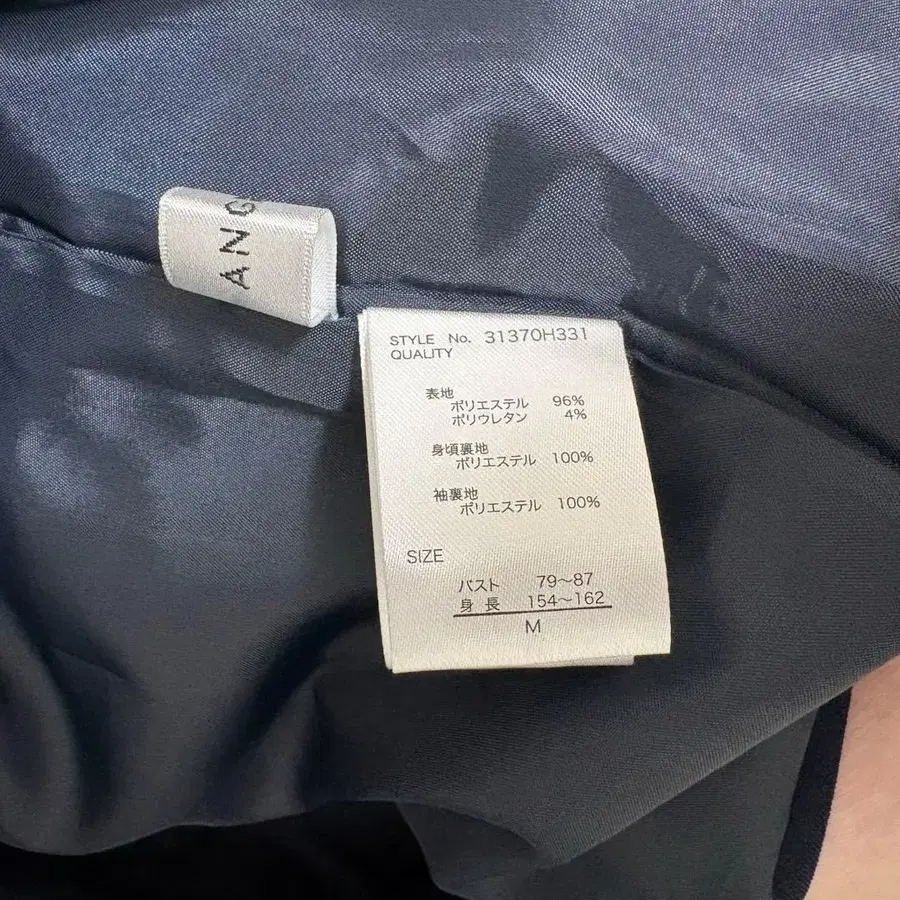 ANG
STYLE No. 31370H331
QUALITY
表地
ポリエステル 96%
ポリウレタン 4%
身頃裏地
ポリエステル 100%
袖裏地
ポリエステル 100%
SIZE
バスト 79～87
身長 154～162
M